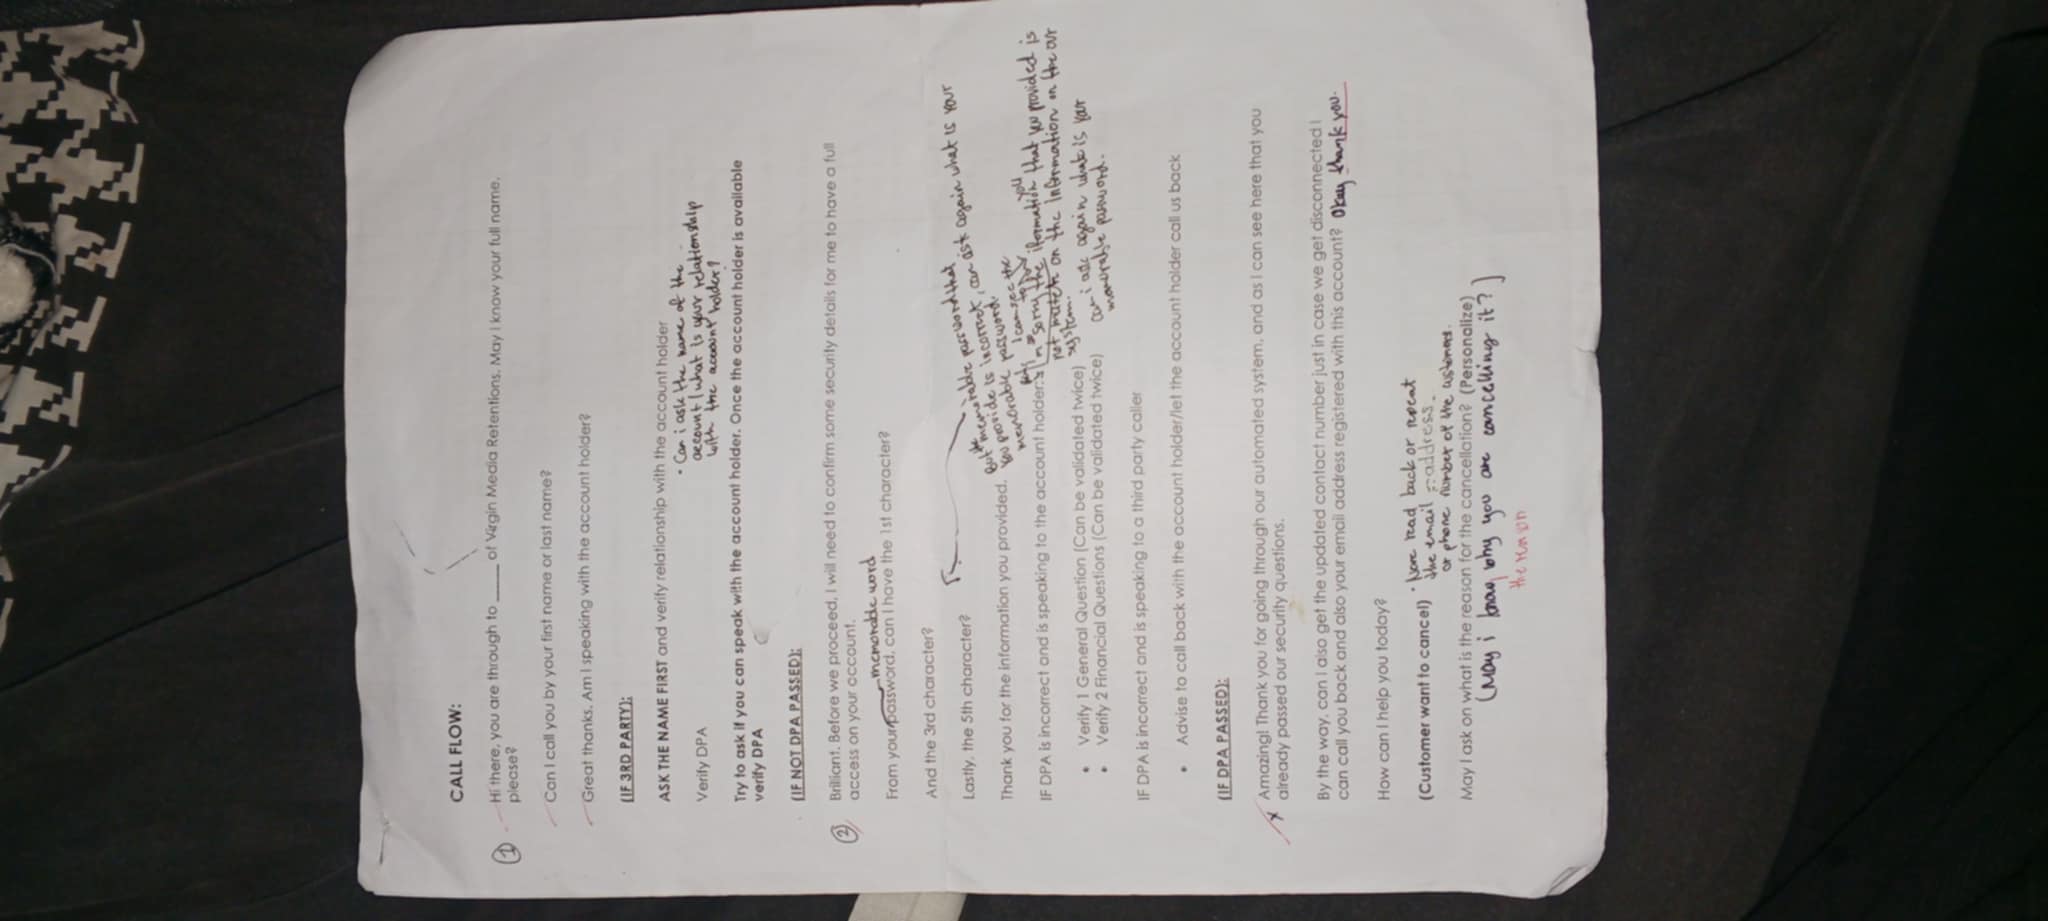 CALL FLOW:
1
Hi there, you are through to _____ of Virgin Media Retentions. May I know your full name,
please?
Can I call you by your first name or last name?
Great thanks. Am I speaking with the account holder?
(IF 3RD PARTY):
ASK THE NAME FIRST and verify relationship with the account holder
• Can i ask the name of the
account / what is your relationship
with the account holder?
Verify DPA
Try to ask if you can speak with the account holder. Once the account holder is available
verify DPA
(IF NOT DPA PASSED):
2
Brilliant. Before we proceed, I will need to confirm some security details for me to have a full
access on your account.
memorable word
From your password, can I have the 1st character?
And the 3rd character?
Lastly, the 5th character?
But the memorable password that
you provide is incorrect, can ask again what is your
memorable password.
Thank you for the information you provided.
I can see the
IF DPA is incorrect and is speaking to the account holder:
I'm so sorry the iformation that you provided is
not match on the information on the our
system.
can i ask again what is your
memorable password.
• Verify 1 General Question (Can be validated twice)
• Verify 2 Financial Questions (Can be validated twice)
IF DPA is incorrect and is speaking to a third party caller
• Advise to call back with the account holder/let the account holder call us back
(IF DPA PASSED):
Amazing! Thank you for going through our automated system, and as I can see here that you
already passed our security questions.
By the way, can I also get the updated contact number just in case we get disconnected I
can call you back and also your email address registered with this account? Okay thank you.
How can I help you today?
(Customer want to cancel)
read back or repeat
the email address
or phone number of the customers.
May I ask on what is the reason for the cancellation? (Personalize)
(May i know why you are cancelling it?)
the reason